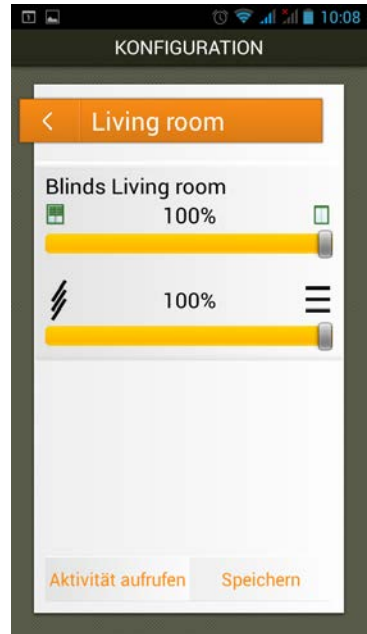 10:08
KONFIGURATION
Living room
Blinds Living room
100%
100%
Aktivität aufrufen Speichern